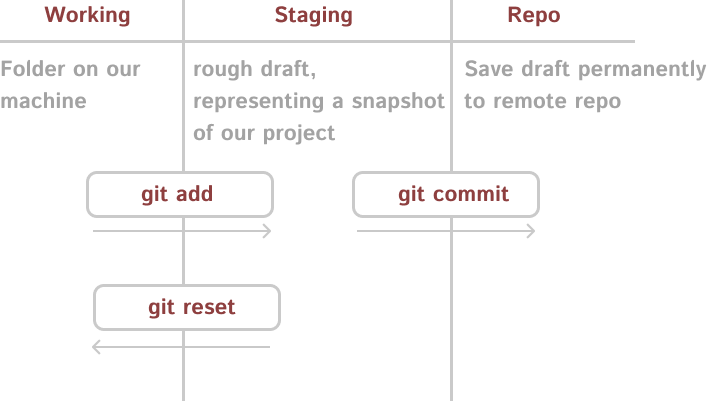 Working
Staging
Repo
Folder on our
machine
rough draft,
representing a snapshot
of our project
Save draft permanently
to remote repo
git add
git commit
git reset